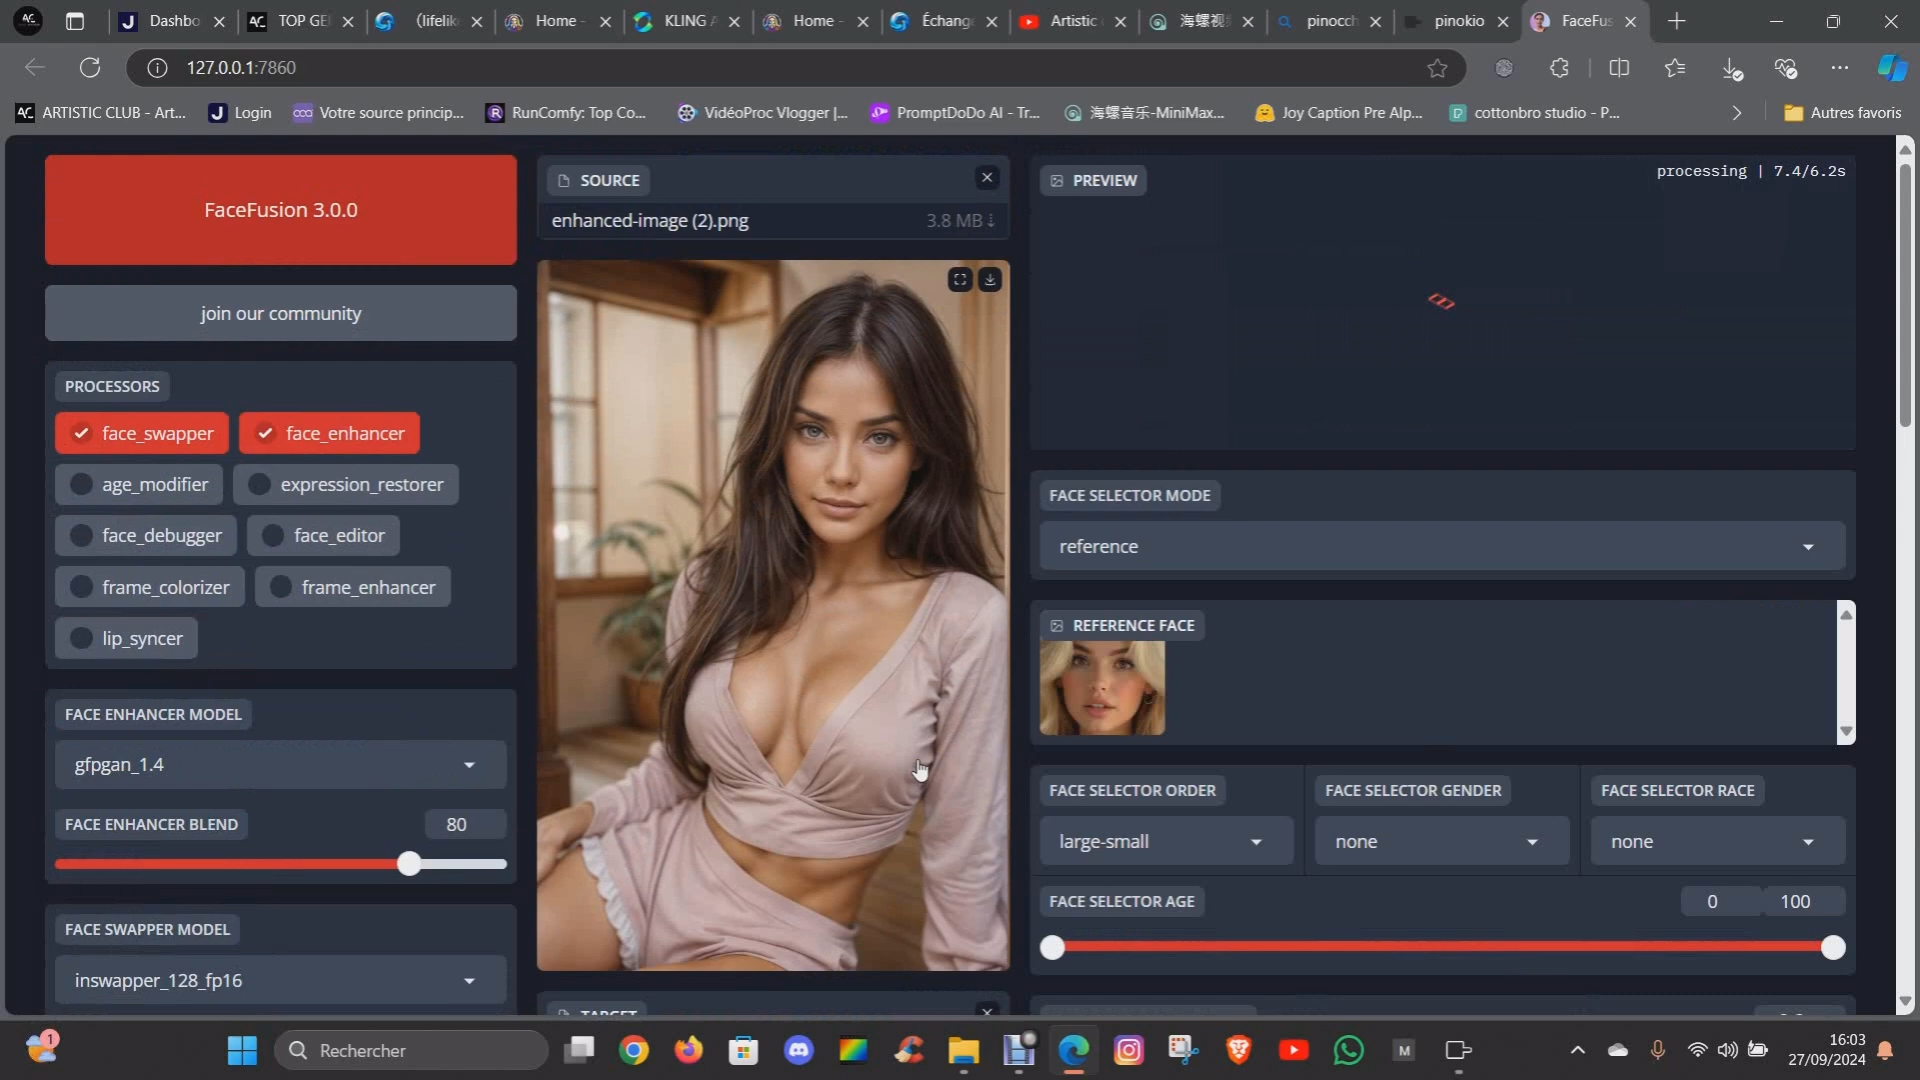 Dashbo
TOP GE
(lifelik
Home -
KLING A
Home -
Échang
Artistic
海螺视
pinocch
pinokio
FaceFus
127.0.0.1:7860
ARTISTIC CLUB - Art...
Login
Votre source princip...
RunComfy: Top Co...
VidéoProc Vlogger |...
PromptDoDo AI - Tr...
海螺音乐-MiniMax...
Joy Caption Pre Alp...
cottonbro studio - P...
Autres favoris
FaceFusion 3.0.0
join our community
PROCESSORS
face_swapper
face_enhancer
age_modifier
expression_restorer
face_debugger
face_editor
frame_colorizer
frame_enhancer
lip_syncer
FACE ENHANCER MODEL
gfpgan_1.4
FACE ENHANCER BLEND
80
FACE SWAPPER MODEL
inswapper_128_fp16
SOURCE
enhanced-image (2).png
3.8 MB↓
TARGET
PREVIEW
processing | 7.4/6.2s
FACE SELECTOR MODE
reference
REFERENCE FACE
FACE SELECTOR ORDER
large-small
FACE SELECTOR GENDER
none
FACE SELECTOR RACE
none
FACE SELECTOR AGE
0
100
1
Rechercher
M
16:03
27/09/2024